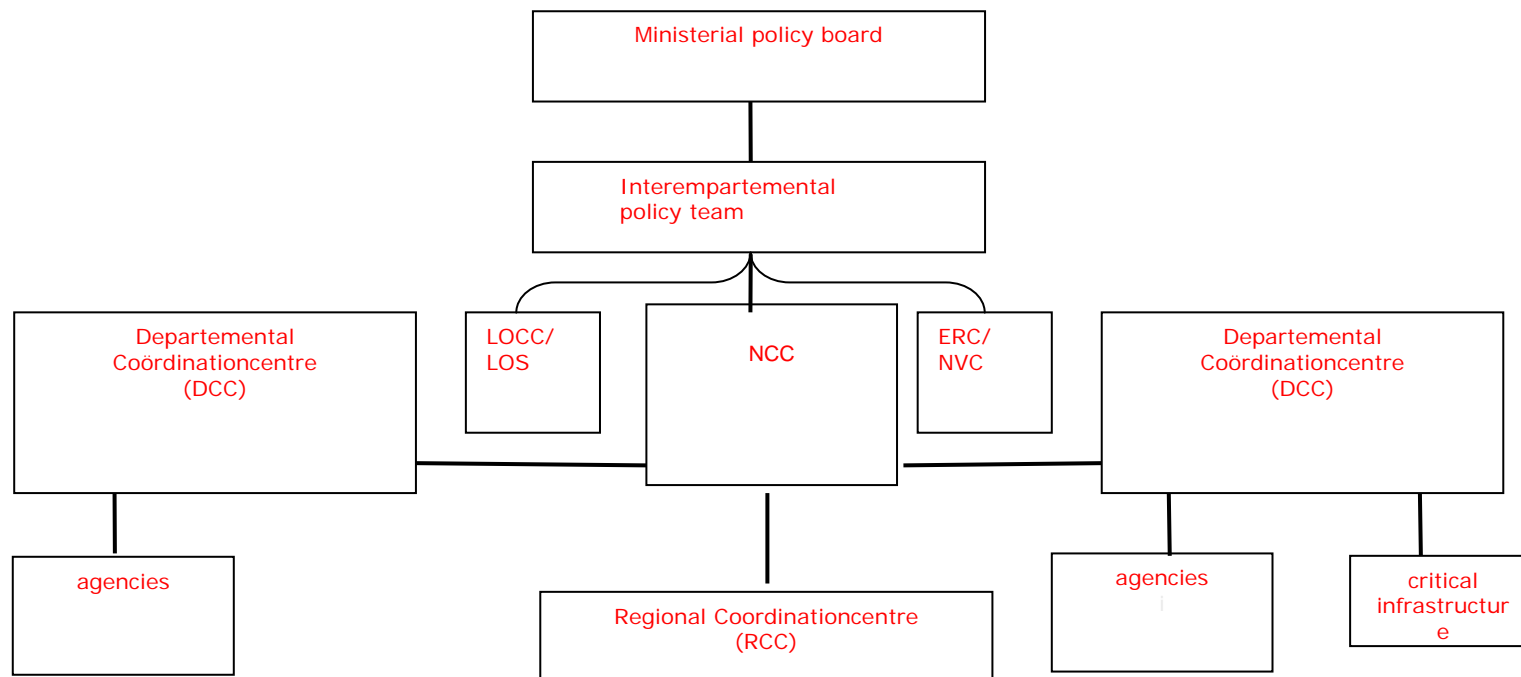 Ministerial policy board
Interempartemental
policy team
Departemental
Coördinationcentre
(DCC)
LOCC/
LOS
NCC
ERC/
NVC
Departemental
Coördinationcentre
(DCC)
agencies
Regional Coordinationcentre
(RCC)
agencies
critical
infrastructur
e